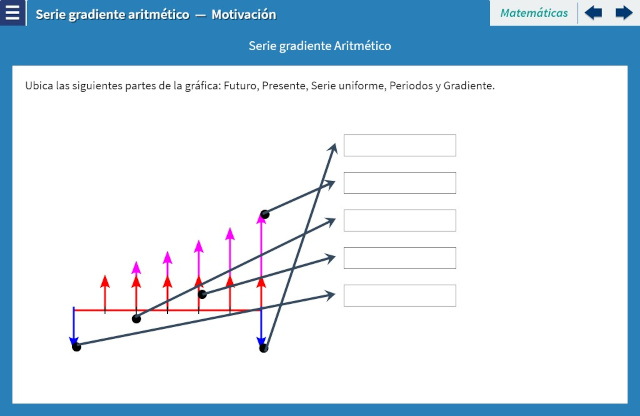 Serie gradiente aritmético — Motivación
Matemáticas
Serie gradiente Aritmético
Ubica las siguientes partes de la gráfica: Futuro, Presente, Serie uniforme, Periodos y Gradiente.